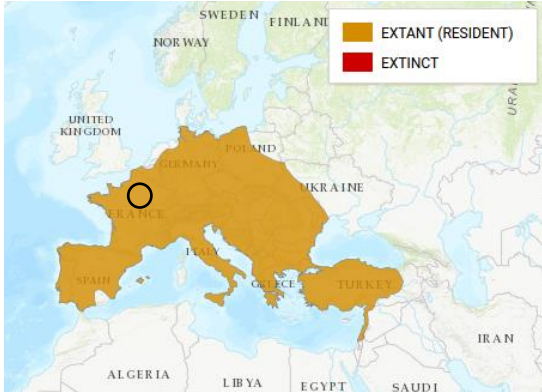 SWEDEN
FINLAN
NORWAY
EXTANT (RESIDENT)
EXTINCT
URA
UNITED
KINGDOM
POLAND
GERMANY
UKRAINE
FRANCE
ITALY
SPAIN
GREECE
TURKEY
IRAN
ALGERIA
LIBYA
EGYPT
SAUDI